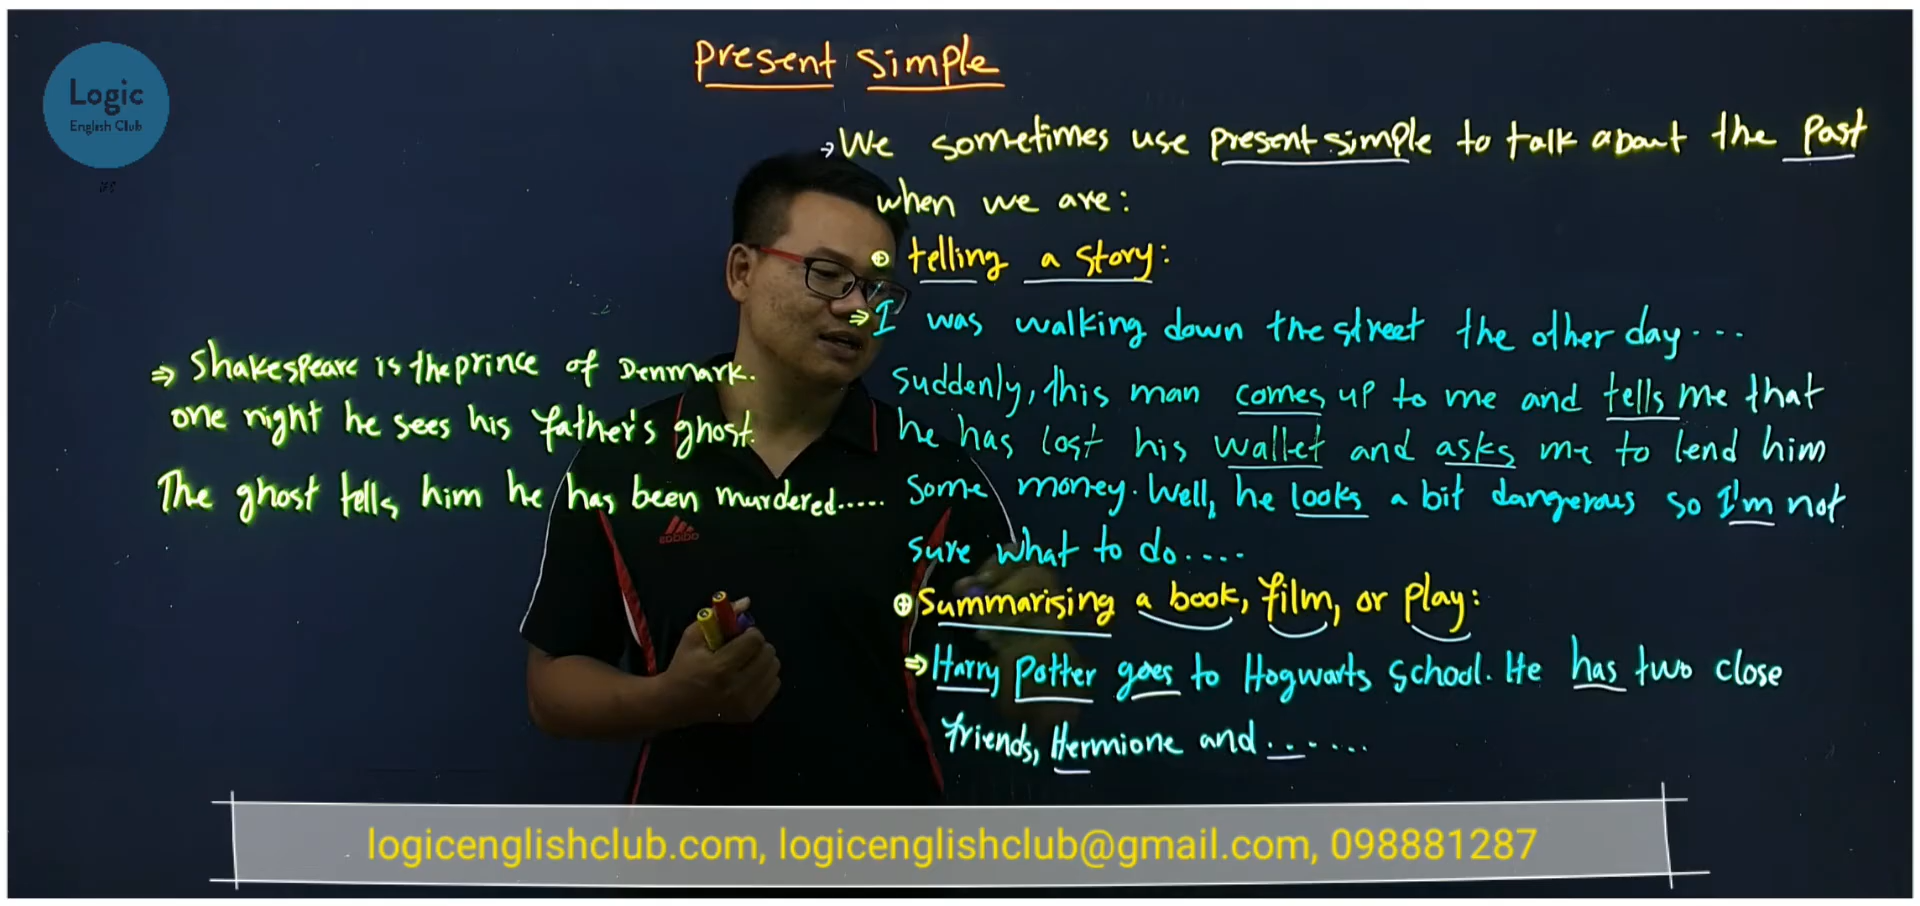 Logic
English Club
Present Simple
→ We sometimes use present simple to talk about the past
when we are:
⊕ telling a story:
⇒ I was walking down the street the other day...
suddenly, this man comes up to me and tells me that
he has lost his wallet and asks me to lend him
some money. Well, he looks a bit dangerous so I'm not
sure what to do....
⊕ Summarising a book, film, or play:
⇒ Harry Potter goes to Hogwarts school. He has two close
friends, Hermione and .......
⇒ Shakespeare is the prince of Denmark.
one night he sees his father's ghost.
The ghost tells him he has been murdered.....
logicenglishclub.com, logicenglishclub@gmail.com, 098881287